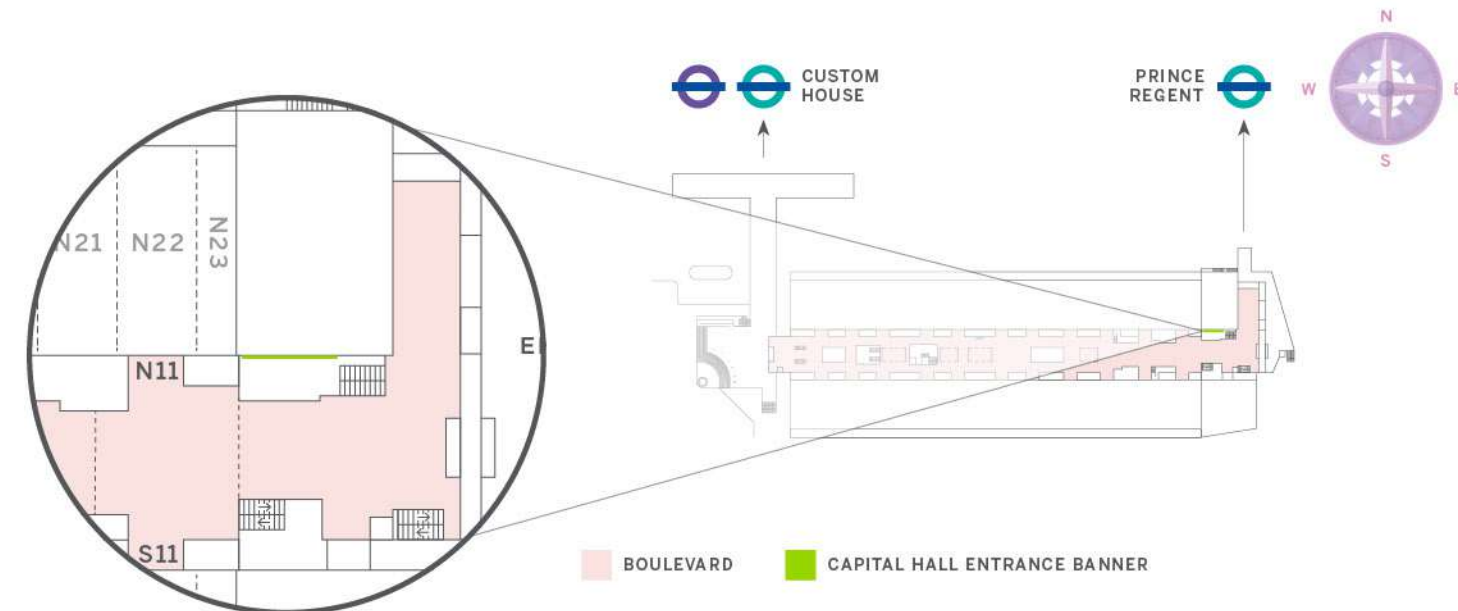 N
CUSTOM
HOUSE
PRINCE
REGENT
W
E
S
N21
N22
N23
N11
S11
BOULEVARD
CAPITAL HALL ENTRANCE BANNER